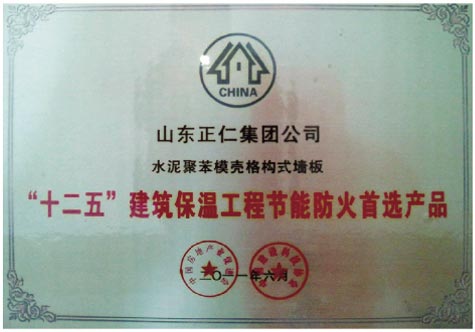 CHINA
山东正仁集团公司
水泥聚苯模壳格构式墙板
“十二五”建筑保温工程节能防火首选产品
二〇一一年六月